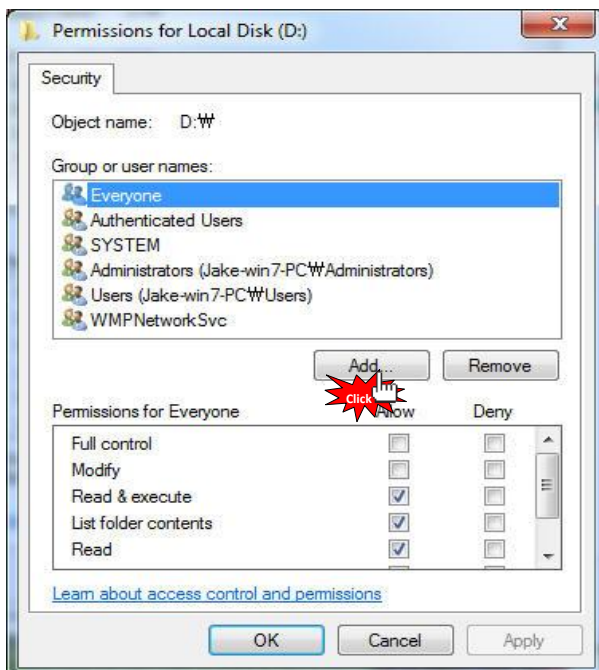 Permissions for Local Disk (D:)
Security
Object name: D:₩
Group or user names:
Everyone
Authenticated Users
SYSTEM
Administrators (Jake-win7-PC₩Administrators)
Users (Jake-win7-PC₩Users)
WMPNetworkSvc
Add... Remove
Click
Permissions for Everyone Allow Deny
Full control
Modify
Read & execute
List folder contents
Read
Learn about access control and permissions
OK Cancel Apply